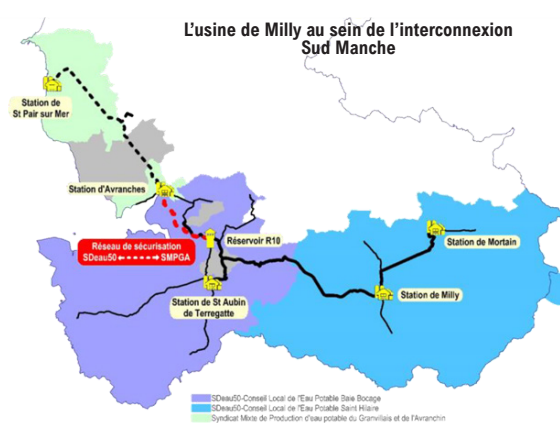 L'usine de Milly au sein de l'interconnexion
Sud Manche
Station de
St Pair sur Mer
Station d'Avranches
Réseau de sécurisation
SDeau50 SMPGA
Réservoir R10
Station de Mortain
Station de St Aubin
de Terregatte
Station de Milly
SDeau50-Conseil Local de l'Eau Potable Baie Bocage
SDeau50-Conseil Local de l'Eau Potable Saint Hilaire
Syndicat Mixte de Production d'eau potable du Granvillais et de l'Avranchin